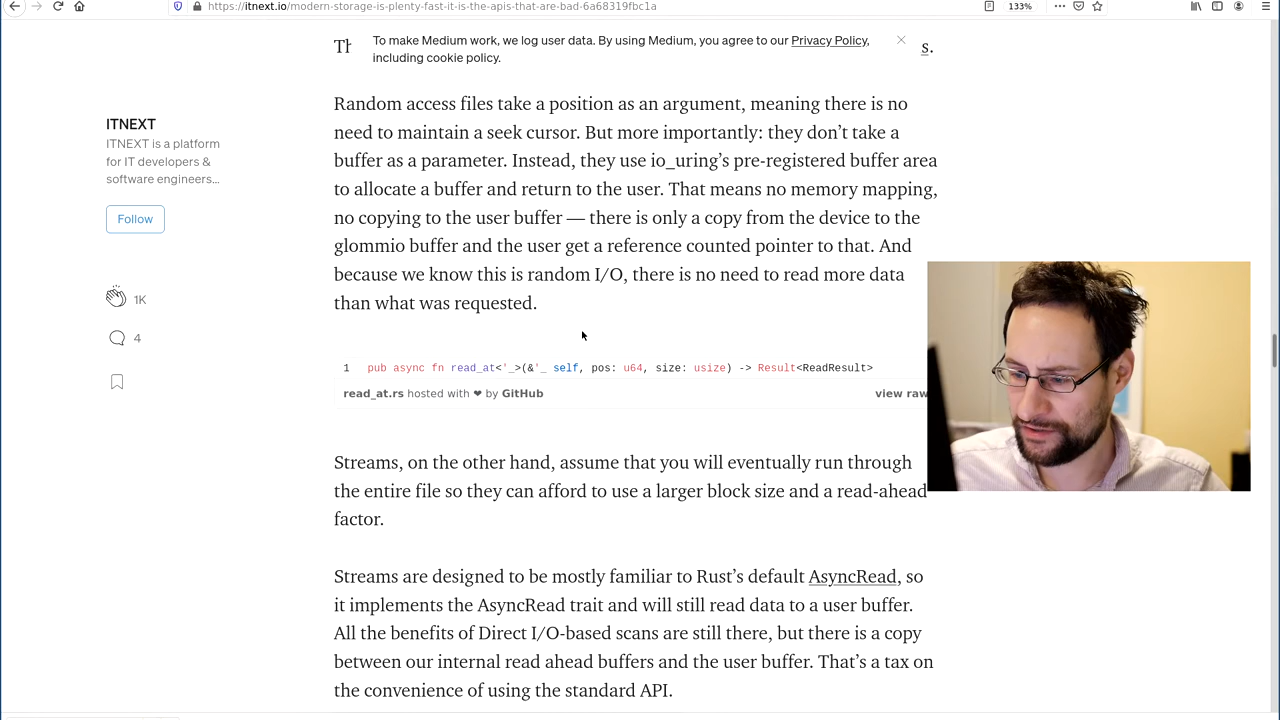 https://itnext.io/modern-storage-is-plenty-fast-it-is-the-apis-that-are-bad-6a68319fbc1a
133%
To make Medium work, we log user data. By using Medium, you agree to our Privacy Policy,
including cookie policy.
s.
Random access files take a position as an argument, meaning there is no
need to maintain a seek cursor. But more importantly: they don’t take a
buffer as a parameter. Instead, they use io_uring’s pre-registered buffer area
to allocate a buffer and return to the user. That means no memory mapping,
no copying to the user buffer — there is only a copy from the device to the
glommio buffer and the user get a reference counted pointer to that. And
because we know this is random I/O, there is no need to read more data
than what was requested.
ITNEXT
ITNEXT is a platform
for IT developers &
software engineers...
Follow
1K
4
1 pub async fn read_at<'_>(&'_ self, pos: u64, size: usize) -> Result<ReadResult>
read_at.rs hosted with ❤ by GitHub
view raw
Streams, on the other hand, assume that you will eventually run through
the entire file so they can afford to use a larger block size and a read-ahead
factor.
Streams are designed to be mostly familiar to Rust’s default AsyncRead, so
it implements the AsyncRead trait and will still read data to a user buffer.
All the benefits of Direct I/O-based scans are still there, but there is a copy
between our internal read ahead buffers and the user buffer. That’s a tax on
the convenience of using the standard API.